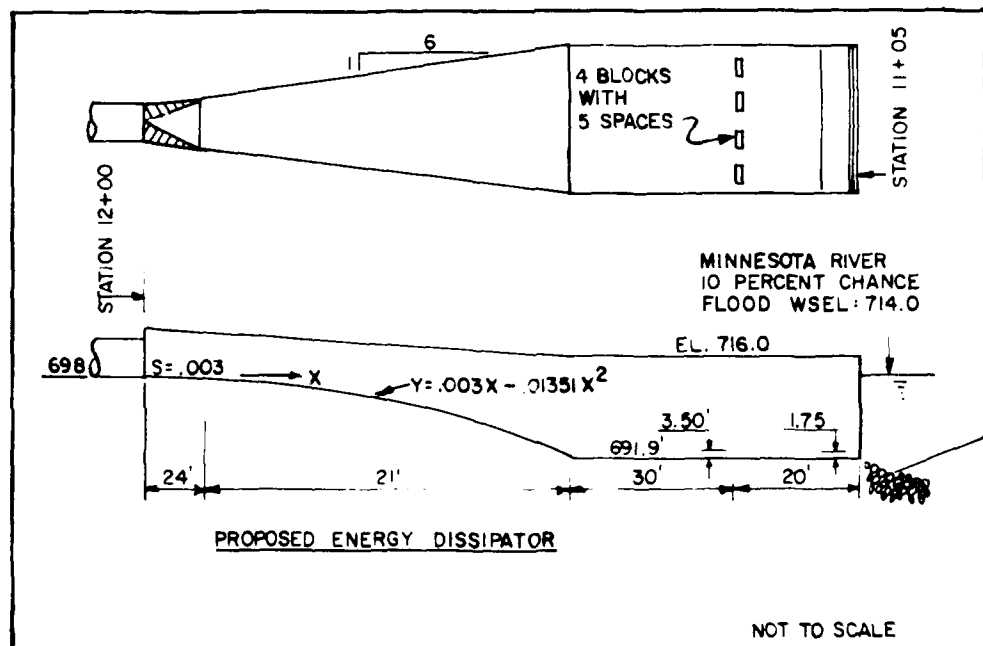 6
1
4 BLOCKS
WITH
5 SPACES
STATION 11+05
STATION 12+00
MINNESOTA RIVER
10 PERCENT CHANCE
FLOOD WSEL: 714.0
EL. 716.0
698
S=.003
X
Y=.003X-.01351X²
3.50'
1.75
691.9'
24'
21'
30'
20'
PROPOSED ENERGY DISSIPATOR
NOT TO SCALE